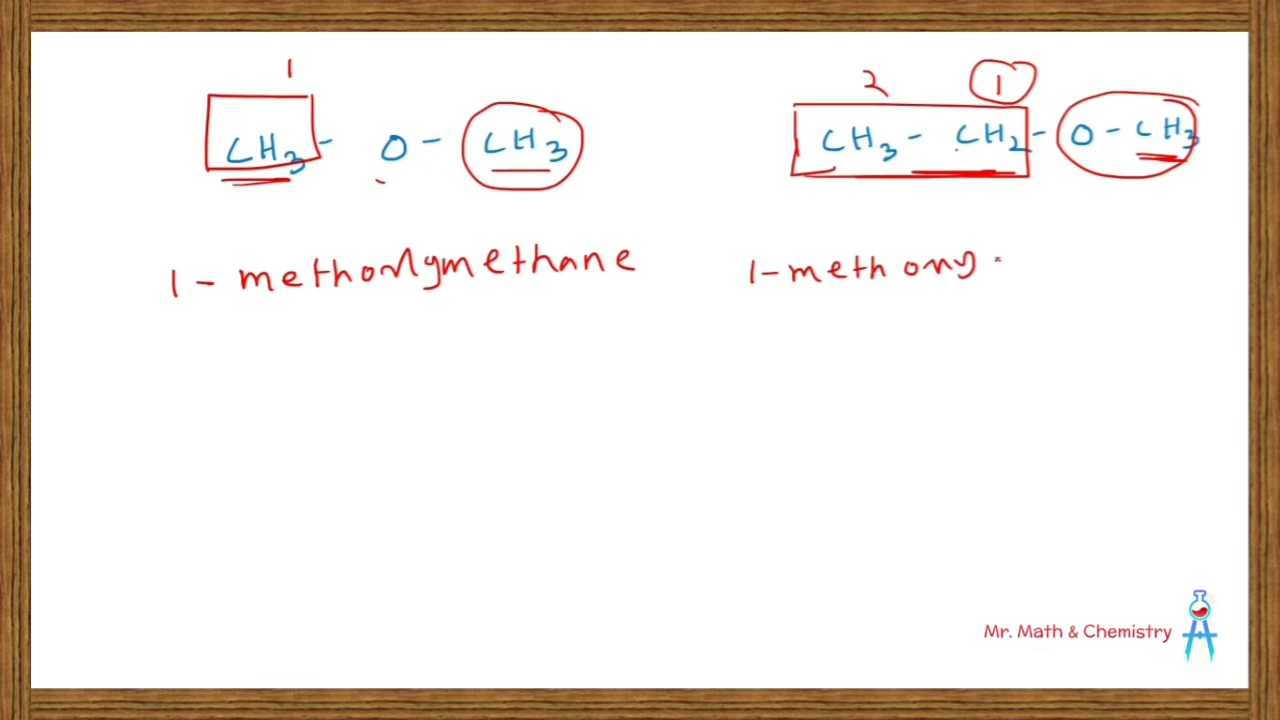 1 2 1
CH3 - O - CH3 CH3 - CH2 - O - CH3
1 - methoxymethane 1 - methoxy
Mr. Math & Chemistry